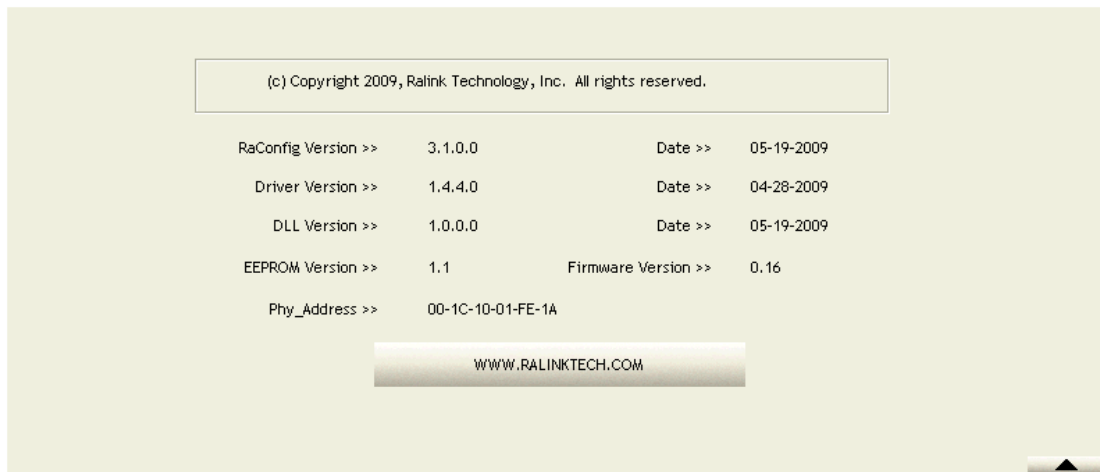 (c) Copyright 2009, Ralink Technology, Inc.  All rights reserved.
RaConfig Version >> 3.1.0.0 Date >> 05-19-2009
Driver Version >> 1.4.4.0 Date >> 04-28-2009
DLL Version >> 1.0.0.0 Date >> 05-19-2009
EEPROM Version >> 1.1 Firmware Version >> 0.16
Phy_Address >> 00-1C-10-01-FE-1A
WWW.RALINKTECH.COM